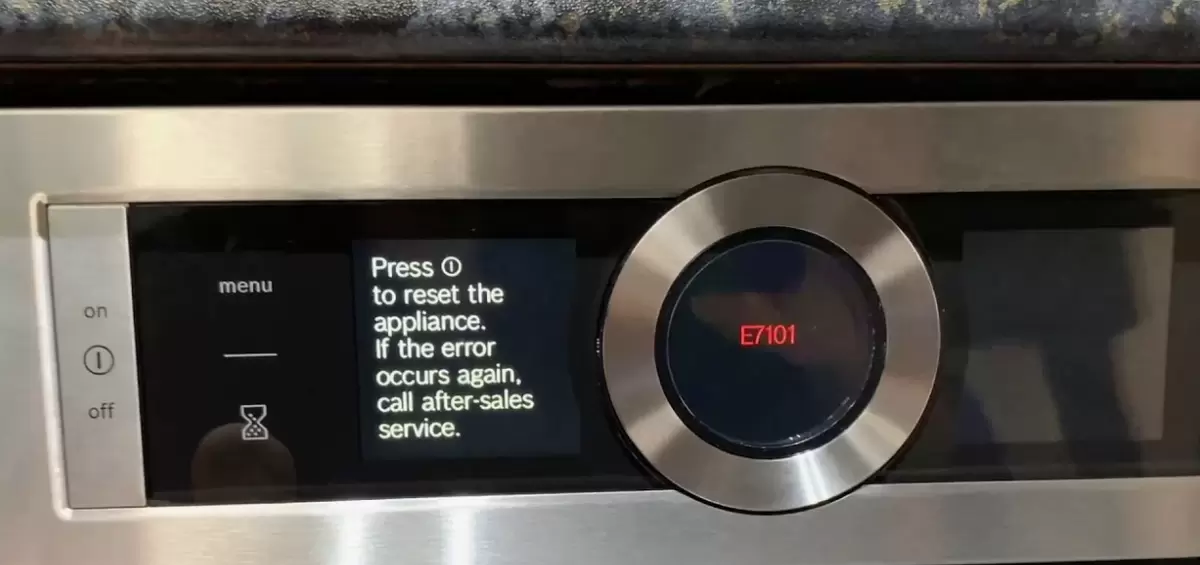 on
off
menu
Press
to reset the
appliance.
If the error
occurs again,
call after-sales
service.
E7101